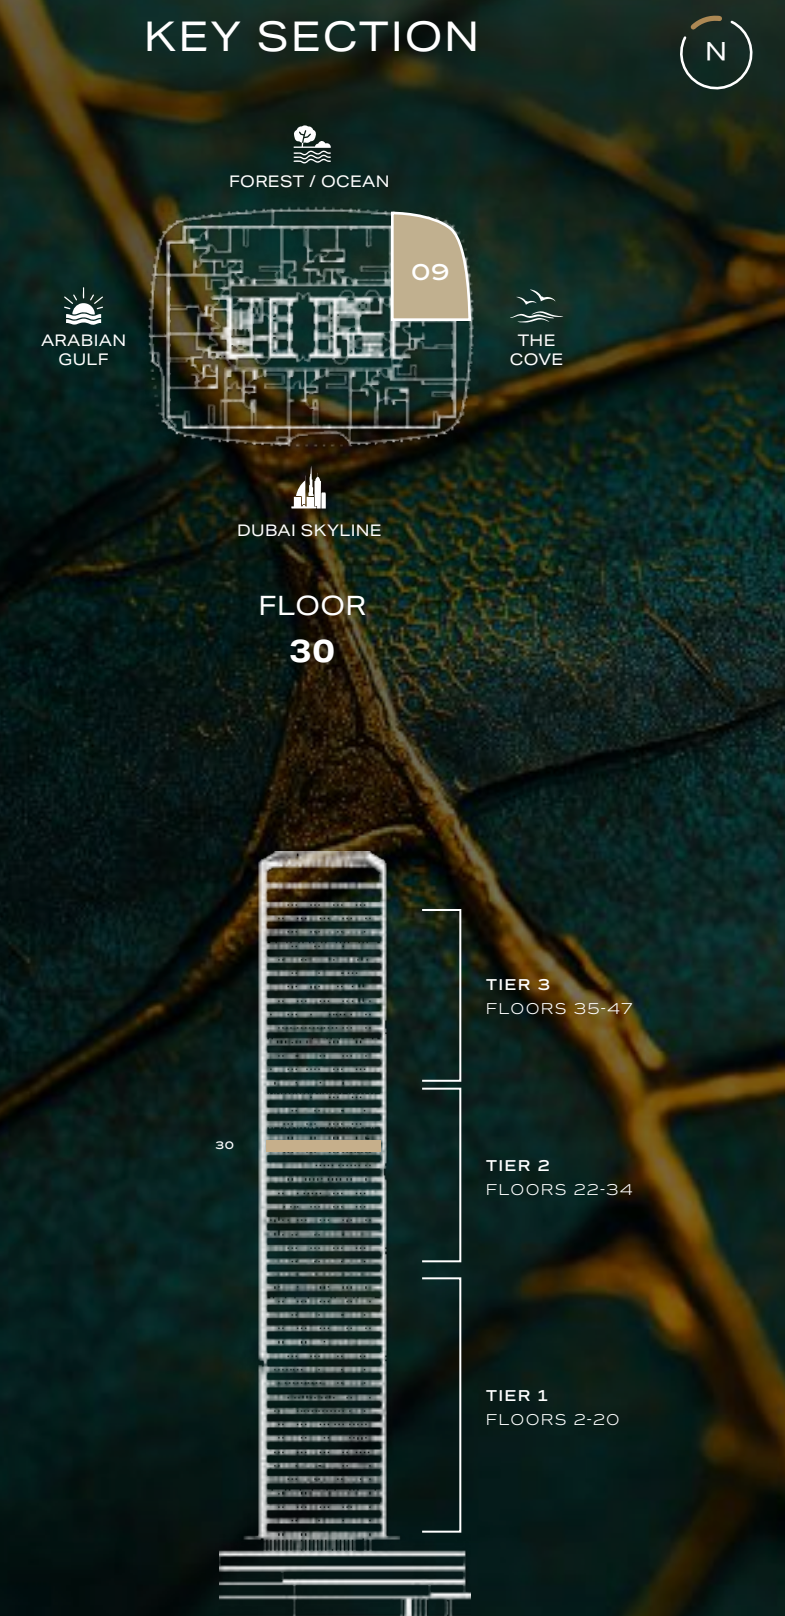 KEY SECTION
N
FOREST / OCEAN
09
ARABIAN
GULF
THE
COVE
DUBAI SKYLINE
FLOOR
30
TIER 3
FLOORS 35-47
30
TIER 2
FLOORS 22-34
TIER 1
FLOORS 2-20